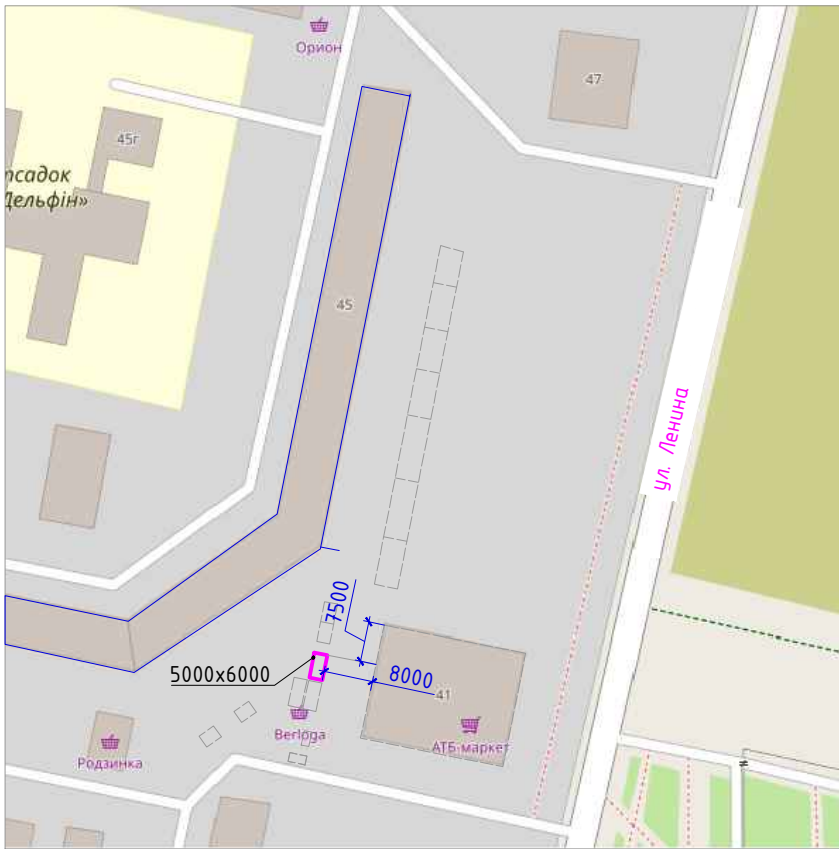 Орион
47
45г
тсадок
Дельфін»
45
ул. Ленина
7500
5000x6000
8000
41
Berloga
АТБ-маркет
Родзинка